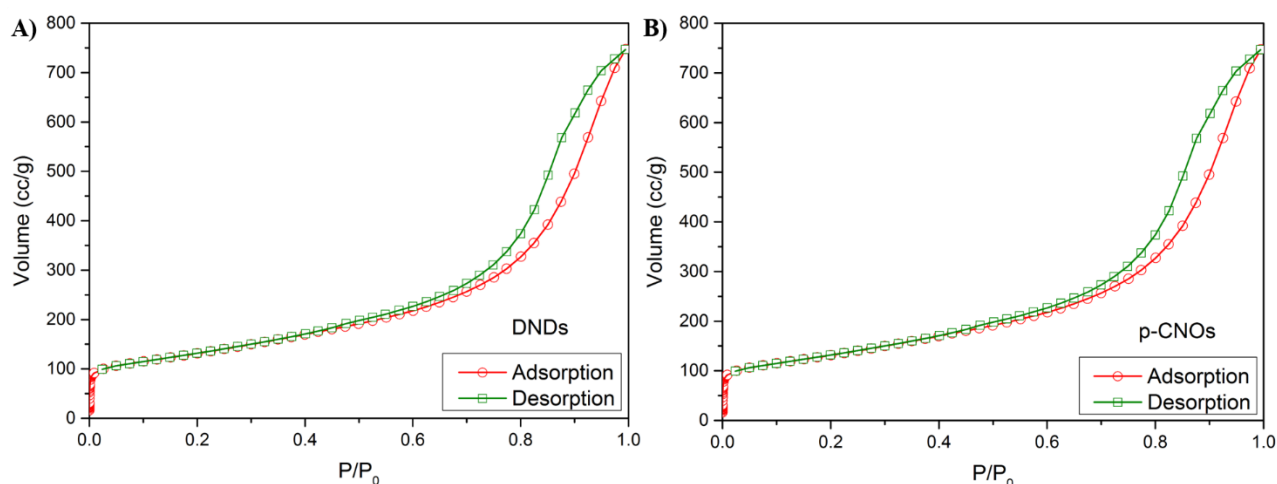 A)
800
700
600
500
400
300
200
100
0
Volume (cc/g)
DNDs
Adsorption
Desorption
0.0 0.2 0.4 0.6 0.8 1.0
P/P₀
B)
800
700
600
500
400
300
200
100
0
Volume (cc/g)
p-CNOs
Adsorption
Desorption
0.0 0.2 0.4 0.6 0.8 1.0
P/P₀